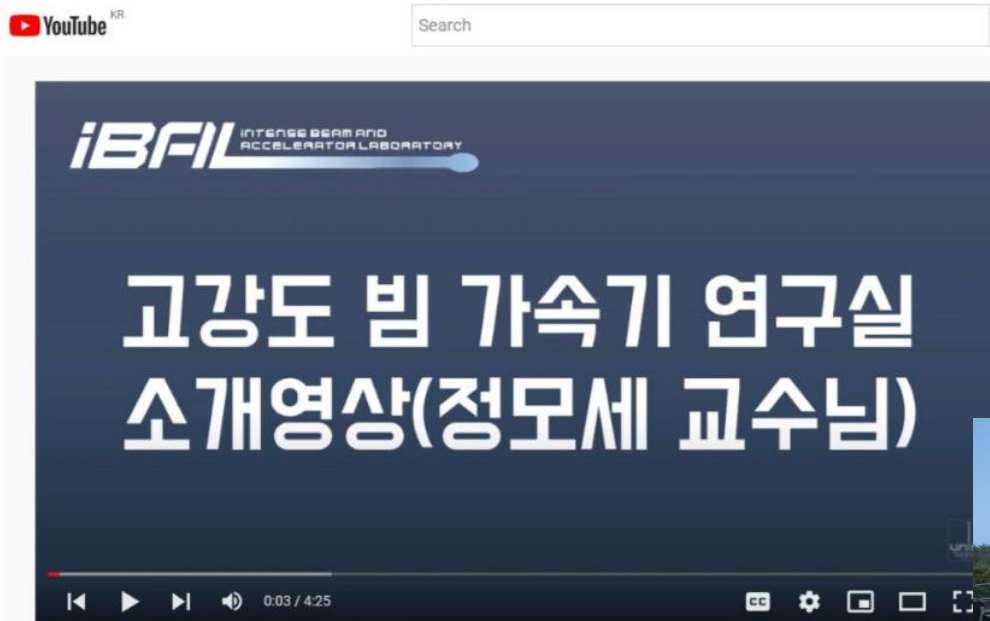 YouTube KR
Search
iBAL INTENSE BEAM AND
ACCELERATOR LABORATORY
고강도 빔 가속기 연구실
소개영상(정모세 교수님)
0:03 / 4:25
CC